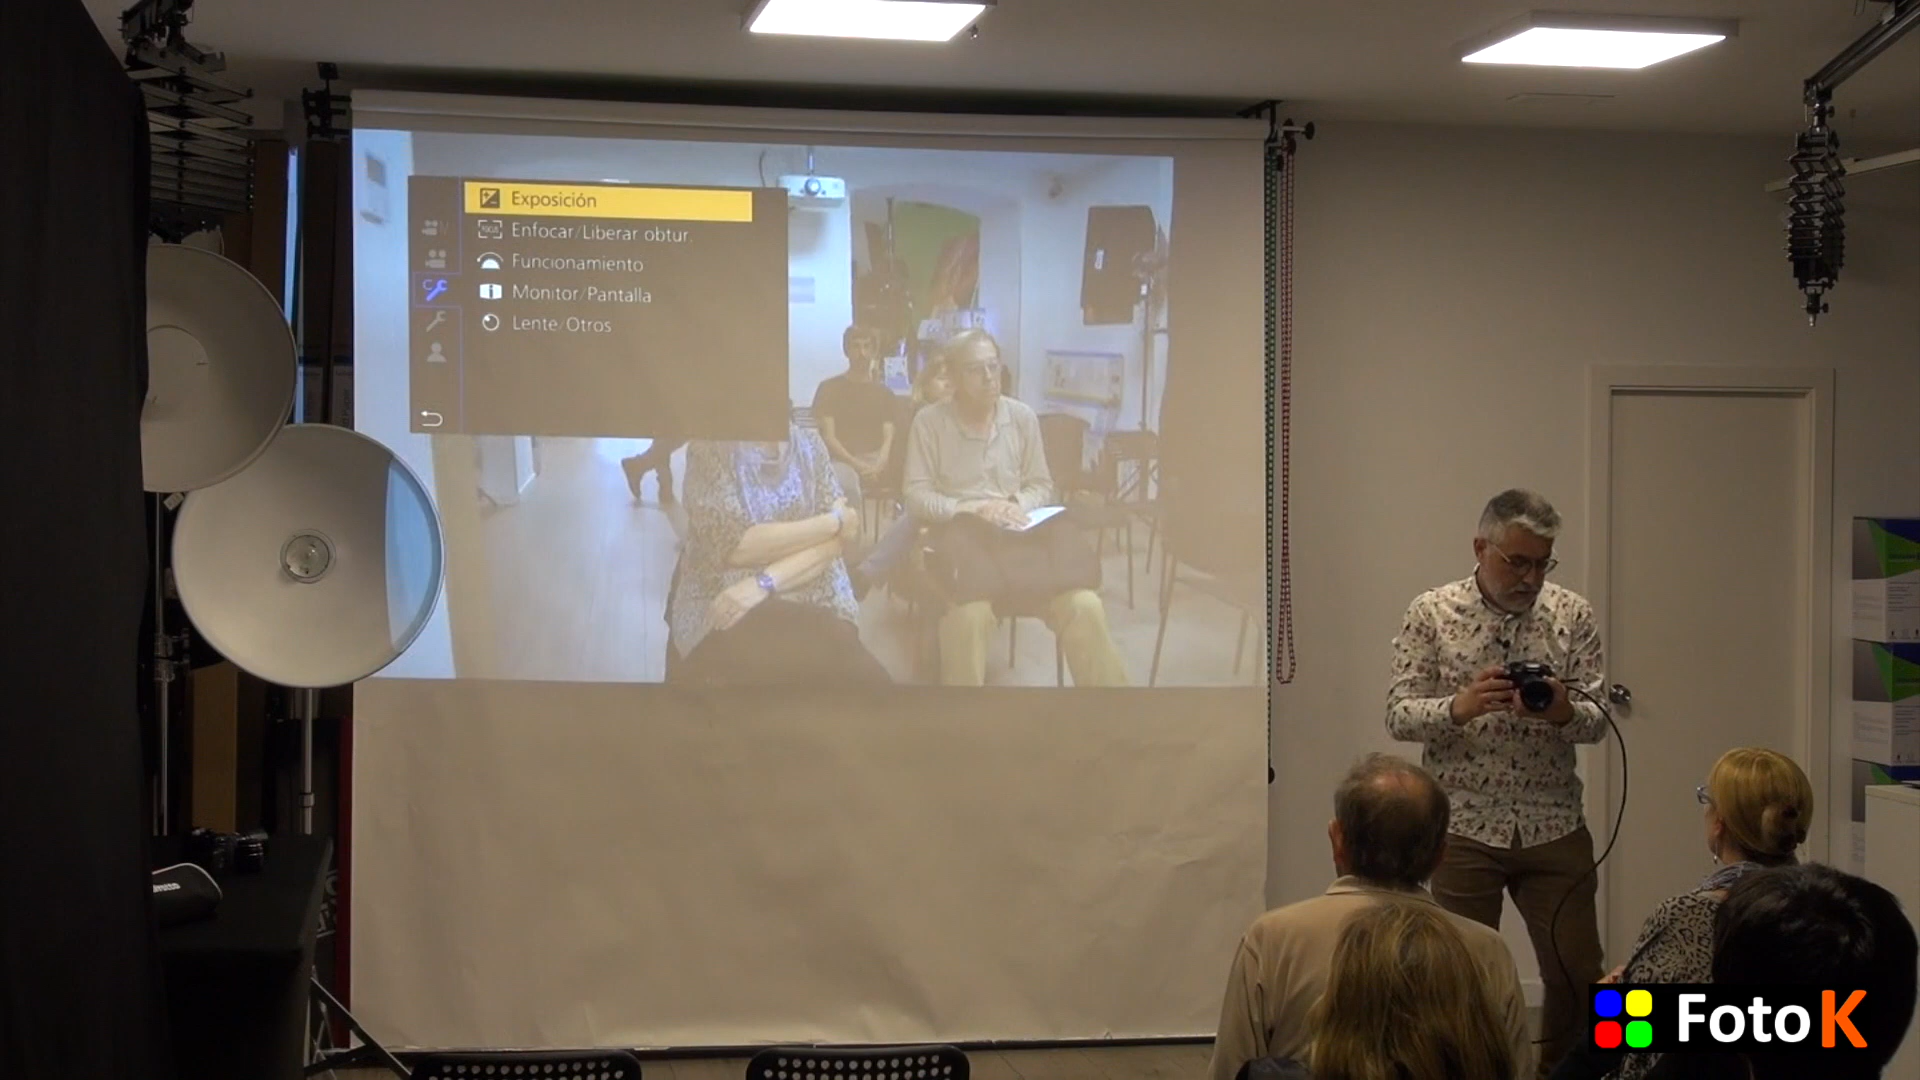 Exposición
Enfocar/Liberar obtur.
Funcionamiento
Monitor/Pantalla
Lente/Otros
FotoK